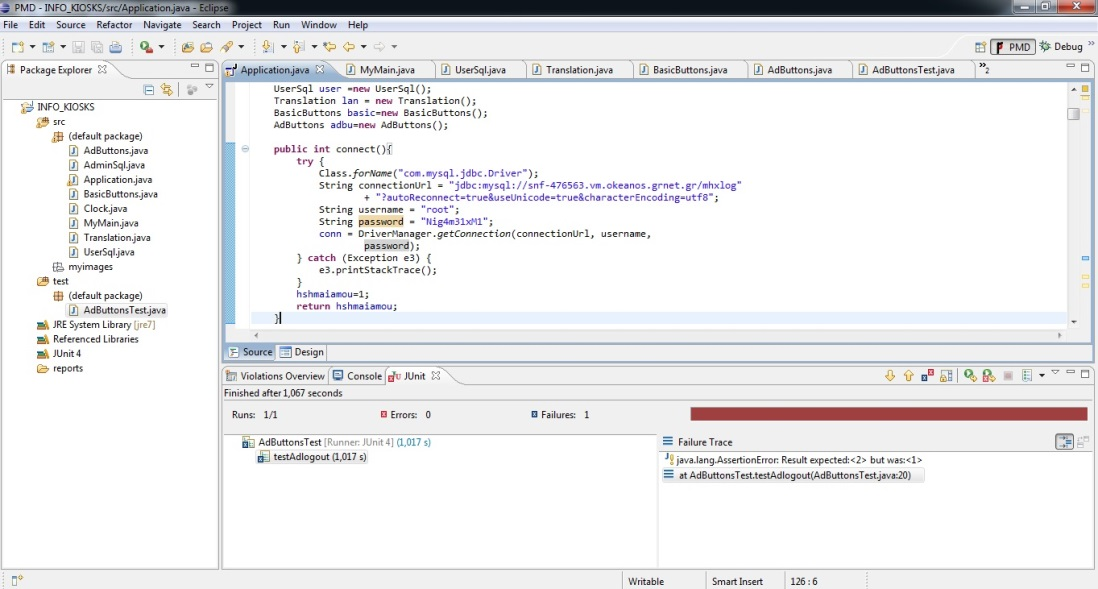 PMD - INFO_KIOSKS/src/Application.java - Eclipse
File Edit Source Refactor Navigate Search Project Run Window Help
PMD Debug »
Package Explorer
INFO_KIOSKS
src
(default package)
AdButtons.java
AdminSql.java
Application.java
BasicButtons.java
Clock.java
MyMain.java
Translation.java
UserSql.java
myimages
test
(default package)
AdButtonsTest.java
JRE System Library [jre7]
Referenced Libraries
JUnit 4
reports
Application.java MyMain.java UserSql.java Translation.java BasicButtons.java AdButtons.java AdButtonsTest.java »2
UserSql user =new UserSql();
Translation lan = new Translation();
BasicButtons basic=new BasicButtons();
AdButtons adbu=new AdButtons();
public int connect(){
try {
Class.forName("com.mysql.jdbc.Driver");
String connectionUrl = "jdbc:mysql://snf-476563.vm.okeanos.grnet.gr/mhxlog"
+ "?autoReconnect=true&useUnicode=true&characterEncoding=utf8";
String username = "root";
String password = "Nig4m31xM1";
conn = DriverManager.getConnection(connectionUrl, username,
password);
} catch (Exception e3) {
e3.printStackTrace();
}
hshmaiamou=1;
return hshmaiamou;
}
Source Design
Violations Overview Console JUnit
Finished after 1,067 seconds
Runs: 1/1 Errors: 0 Failures: 1
AdButtonsTest [Runner: JUnit 4] (1,017 s)
testAdlogout (1,017 s)
Failure Trace
java.lang.AssertionError: Result expected:<2> but was:<1>
at AdButtonsTest.testAdlogout(AdButtonsTest.java:20)
Writable Smart Insert 126 : 6